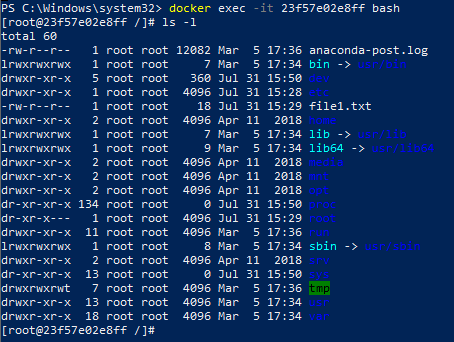 PS C:\Windows\system32> docker exec -it 23f57e02e8ff bash
[root@23f57e02e8ff /]# ls -l
total 60
-rw-r--r-- 1 root root 12082 Mar 5 17:36 anaconda-post.log
lrwxrwxrwx 1 root root 7 Mar 5 17:34 bin -> usr/bin
drwxr-xr-x 5 root root 360 Jul 31 15:50 dev
drwxr-xr-x 1 root root 4096 Jul 31 15:28 etc
-rw-r--r-- 1 root root 18 Jul 31 15:29 file1.txt
drwxr-xr-x 2 root root 4096 Apr 11 2018 home
lrwxrwxrwx 1 root root 7 Mar 5 17:34 lib -> usr/lib
lrwxrwxrwx 1 root root 9 Mar 5 17:34 lib64 -> usr/lib64
drwxr-xr-x 2 root root 4096 Apr 11 2018 media
drwxr-xr-x 2 root root 4096 Apr 11 2018 mnt
drwxr-xr-x 2 root root 4096 Apr 11 2018 opt
dr-xr-xr-x 134 root root 0 Jul 31 15:50 proc
dr-xr-x--- 1 root root 4096 Jul 31 15:29 root
drwxr-xr-x 11 root root 4096 Mar 5 17:36 run
lrwxrwxrwx 1 root root 8 Mar 5 17:34 sbin -> usr/sbin
drwxr-xr-x 2 root root 4096 Apr 11 2018 srv
dr-xr-xr-x 13 root root 0 Jul 31 15:50 sys
drwxrwxrwt 7 root root 4096 Mar 5 17:36 tmp
drwxr-xr-x 13 root root 4096 Mar 5 17:34 usr
drwxr-xr-x 18 root root 4096 Mar 5 17:34 var
[root@23f57e02e8ff /]#